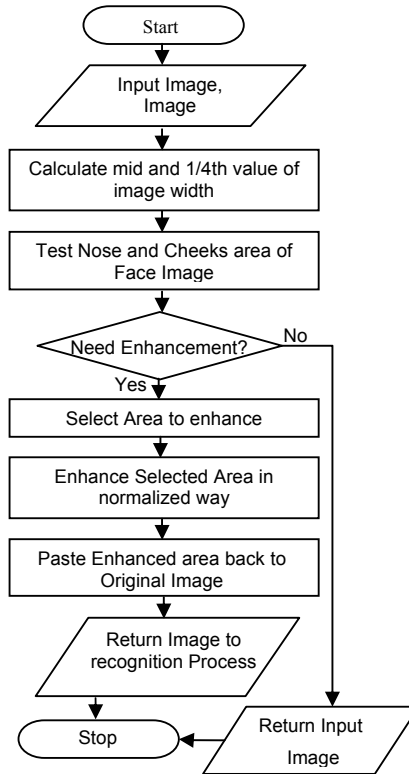 Start
Input Image,
Image
Calculate mid and 1/4th value of
image width
Test Nose and Cheeks area of
Face Image
Need Enhancement?
No
Yes
Select Area to enhance
Enhance Selected Area in
normalized way
Paste Enhanced area back to
Original Image
Return Image to
recognition Process
Stop
Return Input
Image